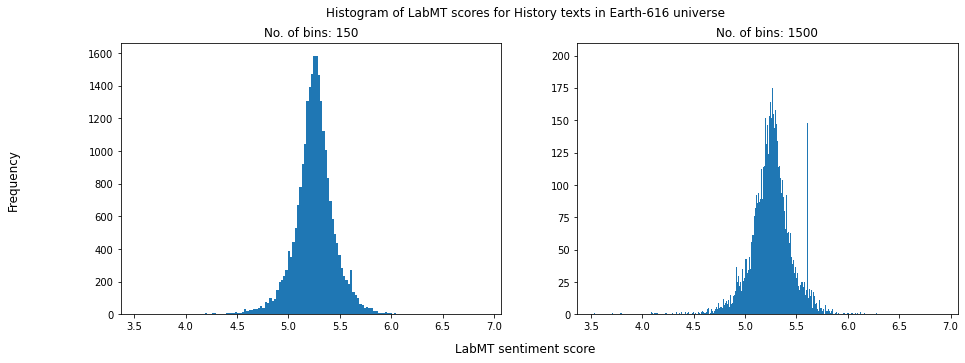 Histogram of LabMT scores for History texts in Earth-616 universe
No. of bins: 150
1600
1400
1200
1000
800
600
400
200
0
3.5 4.0 4.5 5.0 5.5 6.0 6.5 7.0
No. of bins: 1500
200
175
150
125
100
75
50
25
0
3.5 4.0 4.5 5.0 5.5 6.0 6.5 7.0
Frequency
LabMT sentiment score